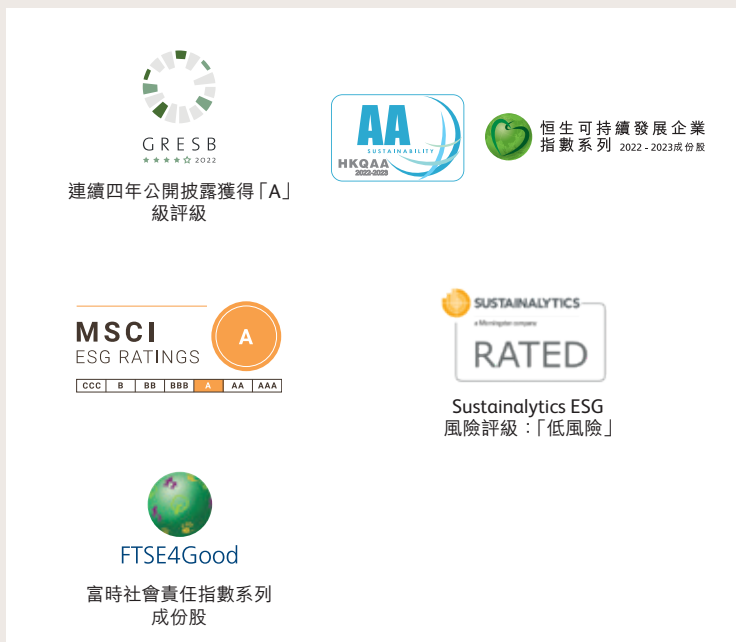 GRESB
★★★★☆ 2022
連續四年公開披露獲得「A」
級評級
AA
SUSTAINABILITY
HKQAA
2022-2023
恒生可持續發展企業
指數系列 2022 - 2023成份股
MSCI
ESG RATINGS
A
CCC B BB BBB A AA AAA
SUSTAINALYTICS
a Morningstar company
RATED
Sustainalytics ESG
風險評級：「低風險」
FTSE4Good
富時社會責任指數系列
成份股